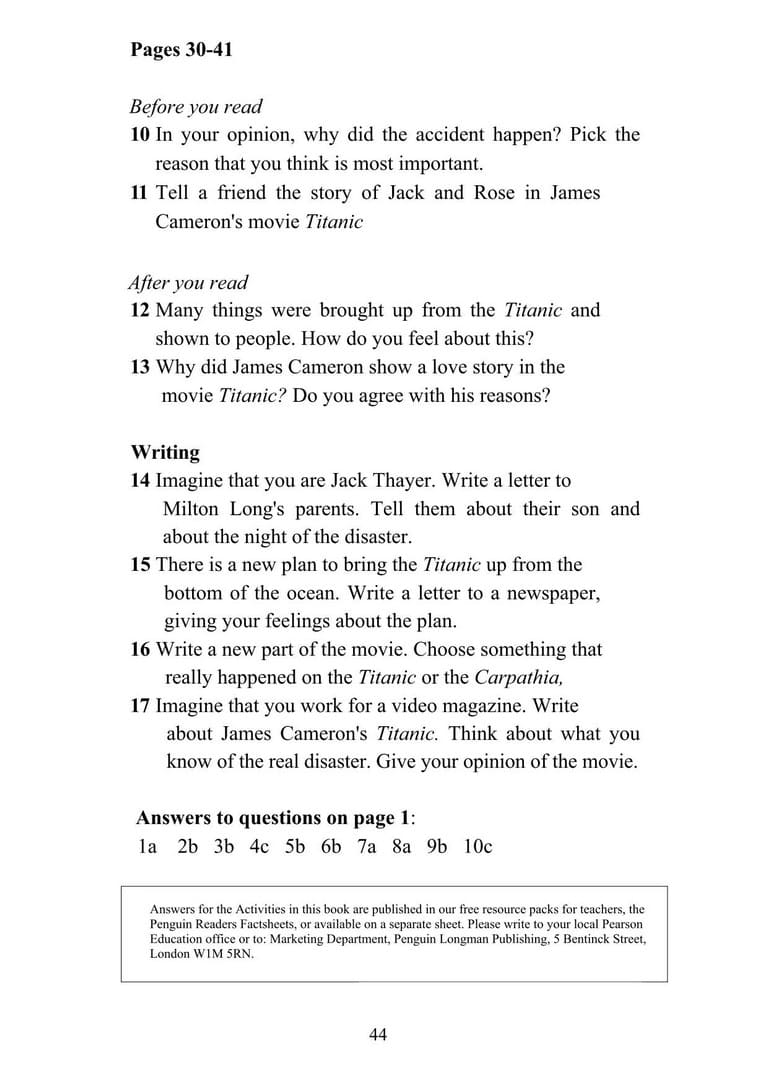 Pages 30-41
Before you read
10 In your opinion, why did the accident happen? Pick the
reason that you think is most important.
11 Tell a friend the story of Jack and Rose in James
Cameron's movie Titanic
After you read
12 Many things were brought up from the Titanic and
shown to people. How do you feel about this?
13 Why did James Cameron show a love story in the
movie Titanic? Do you agree with his reasons?
Writing
14 Imagine that you are Jack Thayer. Write a letter to
Milton Long's parents. Tell them about their son and
about the night of the disaster.
15 There is a new plan to bring the Titanic up from the
bottom of the ocean. Write a letter to a newspaper,
giving your feelings about the plan.
16 Write a new part of the movie. Choose something that
really happened on the Titanic or the Carpathia,
17 Imagine that you work for a video magazine. Write
about James Cameron's Titanic. Think about what you
know of the real disaster. Give your opinion of the movie.
Answers to questions on page 1:
1a 2b 3b 4c 5b 6b 7a 8a 9b 10c
Answers for the Activities in this book are published in our free resource packs for teachers, the
Penguin Readers Factsheets, or available on a separate sheet. Please write to your local Pearson
Education office or to: Marketing Department, Penguin Longman Publishing, 5 Bentinck Street,
London W1M 5RN.
44